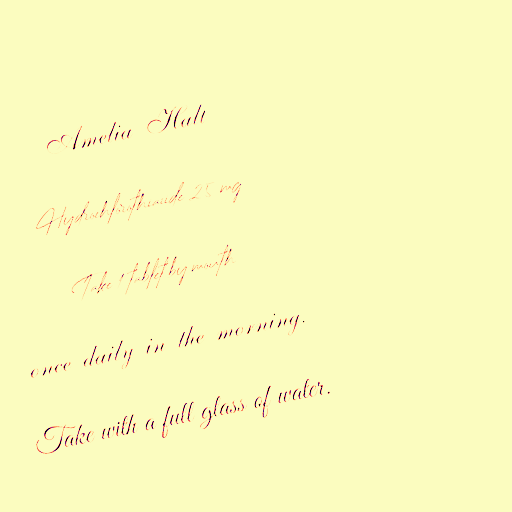 Amelia Hall
Hydrochlorothiazide 25 mg
Take 1 tablet by mouth
once daily in the morning.
Take with a full glass of water.